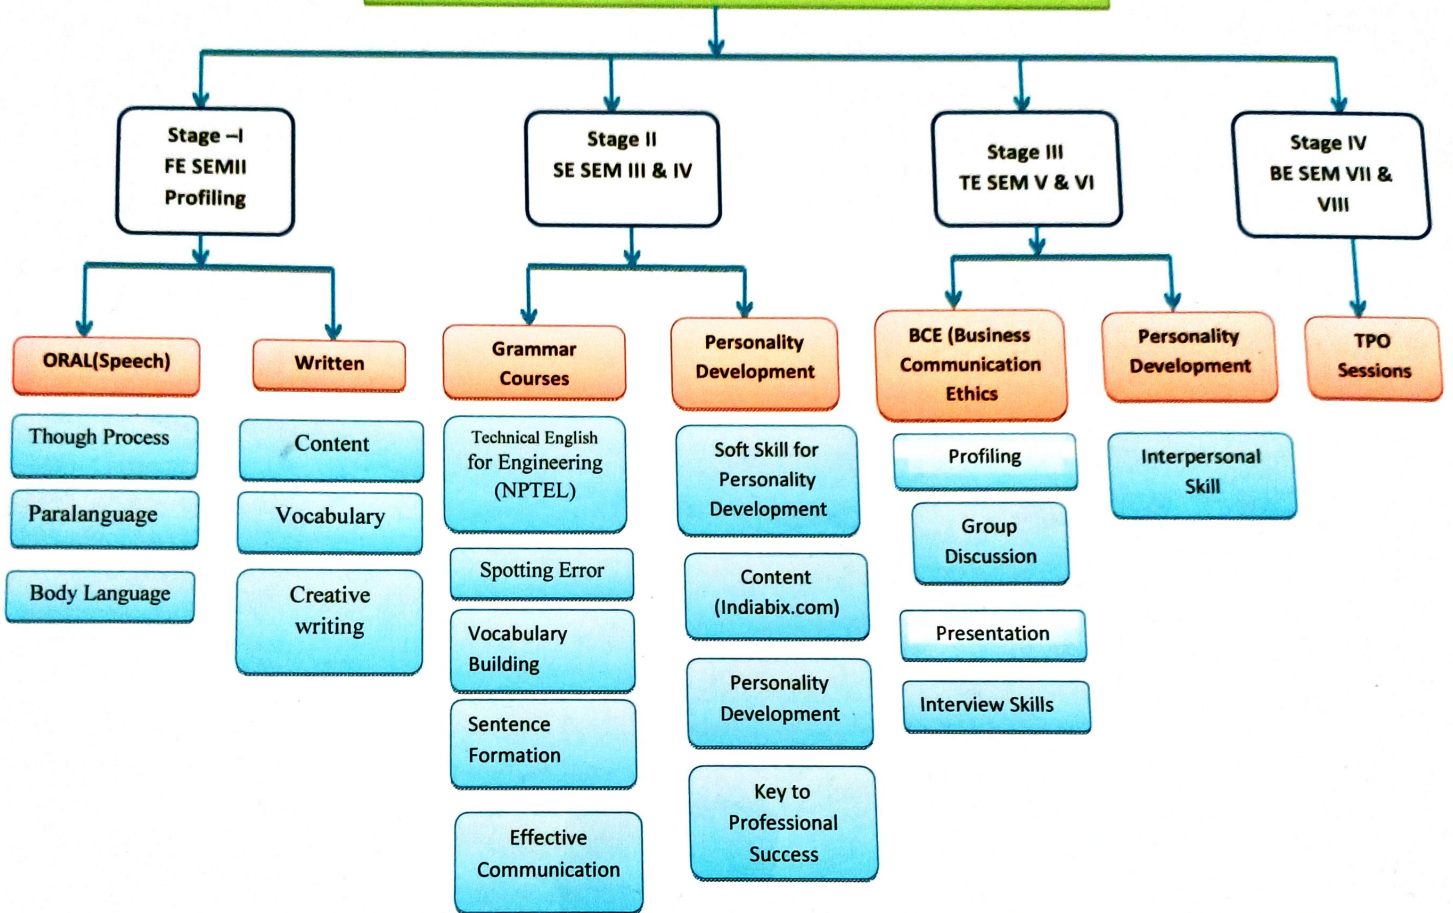 Stage –I
FE SEMII
Profiling
Stage II
SE SEM III & IV
Stage III
TE SEM V & VI
Stage IV
BE SEM VII &
VIII
ORAL(Speech)
Written
Grammar
Courses
Personality
Development
BCE (Business
Communication
Ethics
Personality
Development
TPO
Sessions
Though Process
Paralanguage
Body Language
Content
Vocabulary
Creative
writing
Technical English
for Engineering
(NPTEL)
Spotting Error
Vocabulary
Building
Sentence
Formation
Effective
Communication
Soft Skill for
Personality
Development
Content
(Indiabix.com)
Personality
Development
Key to
Professional
Success
Profiling
Group
Discussion
Presentation
Interview Skills
Interpersonal
Skill